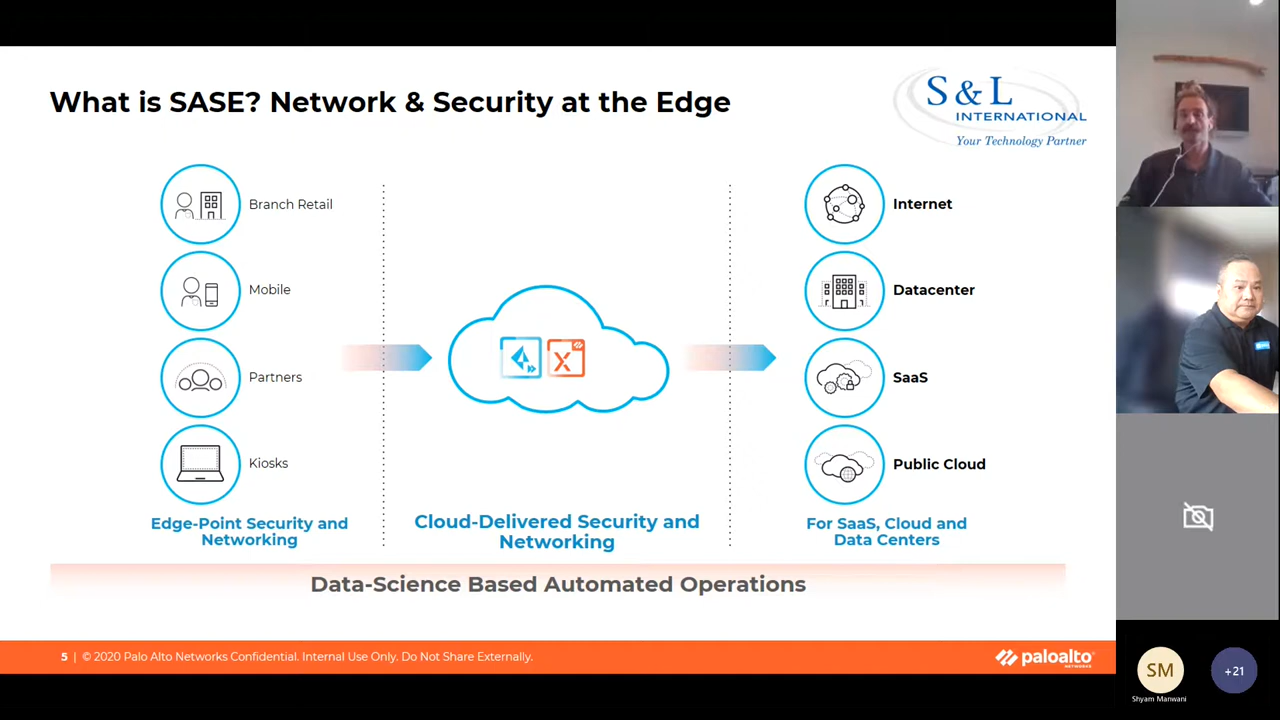 What is SASE? Network & Security at the Edge
S & L
INTERNATIONAL
Your Technology Partner
Branch Retail
Mobile
Partners
Kiosks
Edge-Point Security and
Networking
Cloud-Delivered Security and
Networking
Internet
Datacenter
SaaS
Public Cloud
For SaaS, Cloud and
Data Centers
Data-Science Based Automated Operations
5 | © 2020 Palo Alto Networks Confidential. Internal Use Only. Do Not Share Externally.
paloalto
NETWORKS
SM
Shyam Manwani
+21